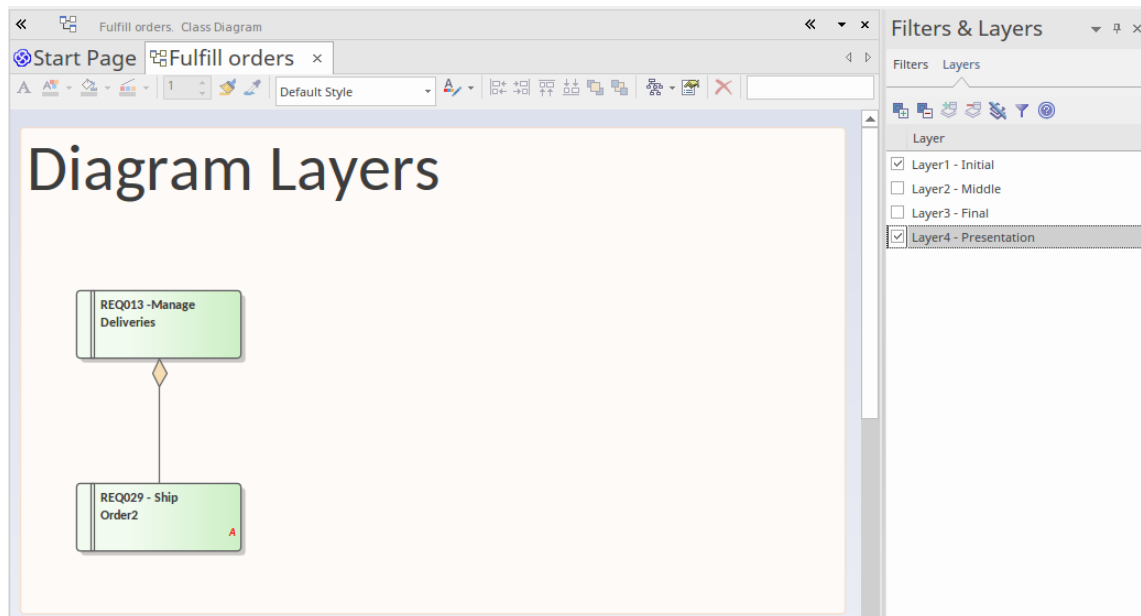 Fulfill orders. Class Diagram
Start Page
Fulfill orders
1
Default Style
Diagram Layers
REQ013 -Manage
Deliveries
REQ029 - Ship
Order2
A
Filters & Layers
Filters Layers
Layer
Layer1 - Initial
Layer2 - Middle
Layer3 - Final
Layer4 - Presentation